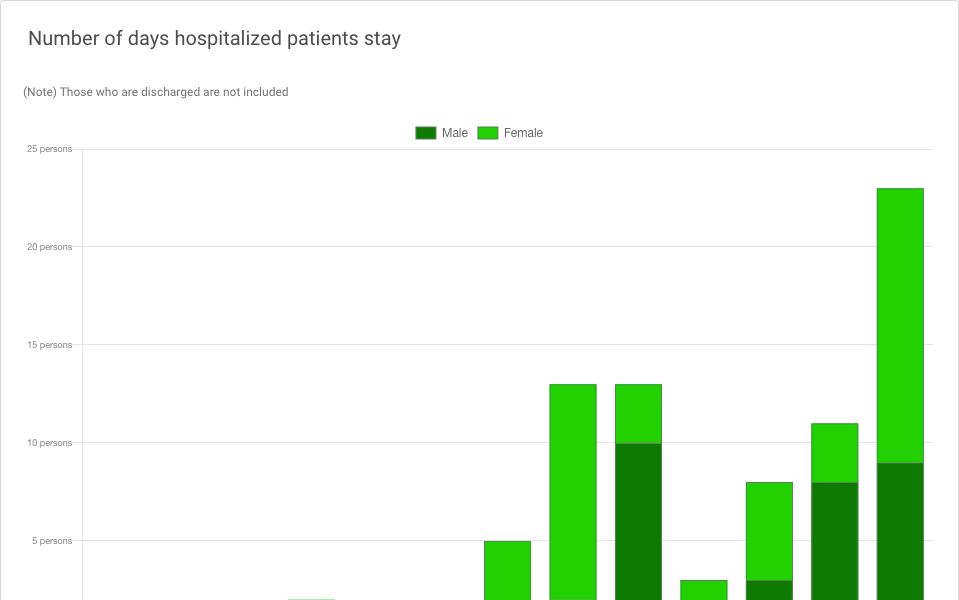 Number of days hospitalized patients stay
(Note) Those who are discharged are not included
Male Female
25 persons
20 persons
15 persons
10 persons
5 persons